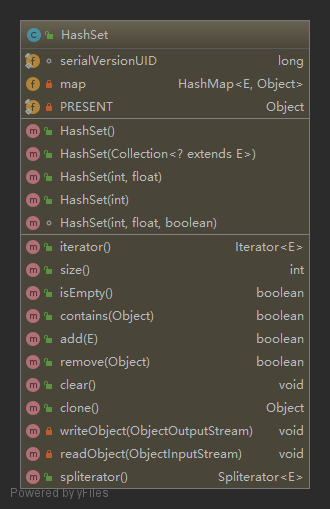 HashSet
serialVersionUID long
map HashMap<E, Object>
PRESENT Object
HashSet()
HashSet(Collection<? extends E>)
HashSet(int, float)
HashSet(int)
HashSet(int, float, boolean)
iterator() Iterator<E>
size() int
isEmpty() boolean
contains(Object) boolean
add(E) boolean
remove(Object) boolean
clear() void
clone() Object
writeObject(ObjectOutputStream) void
readObject(ObjectInputStream) void
spliterator() Spliterator<E>
Powered by yFiles